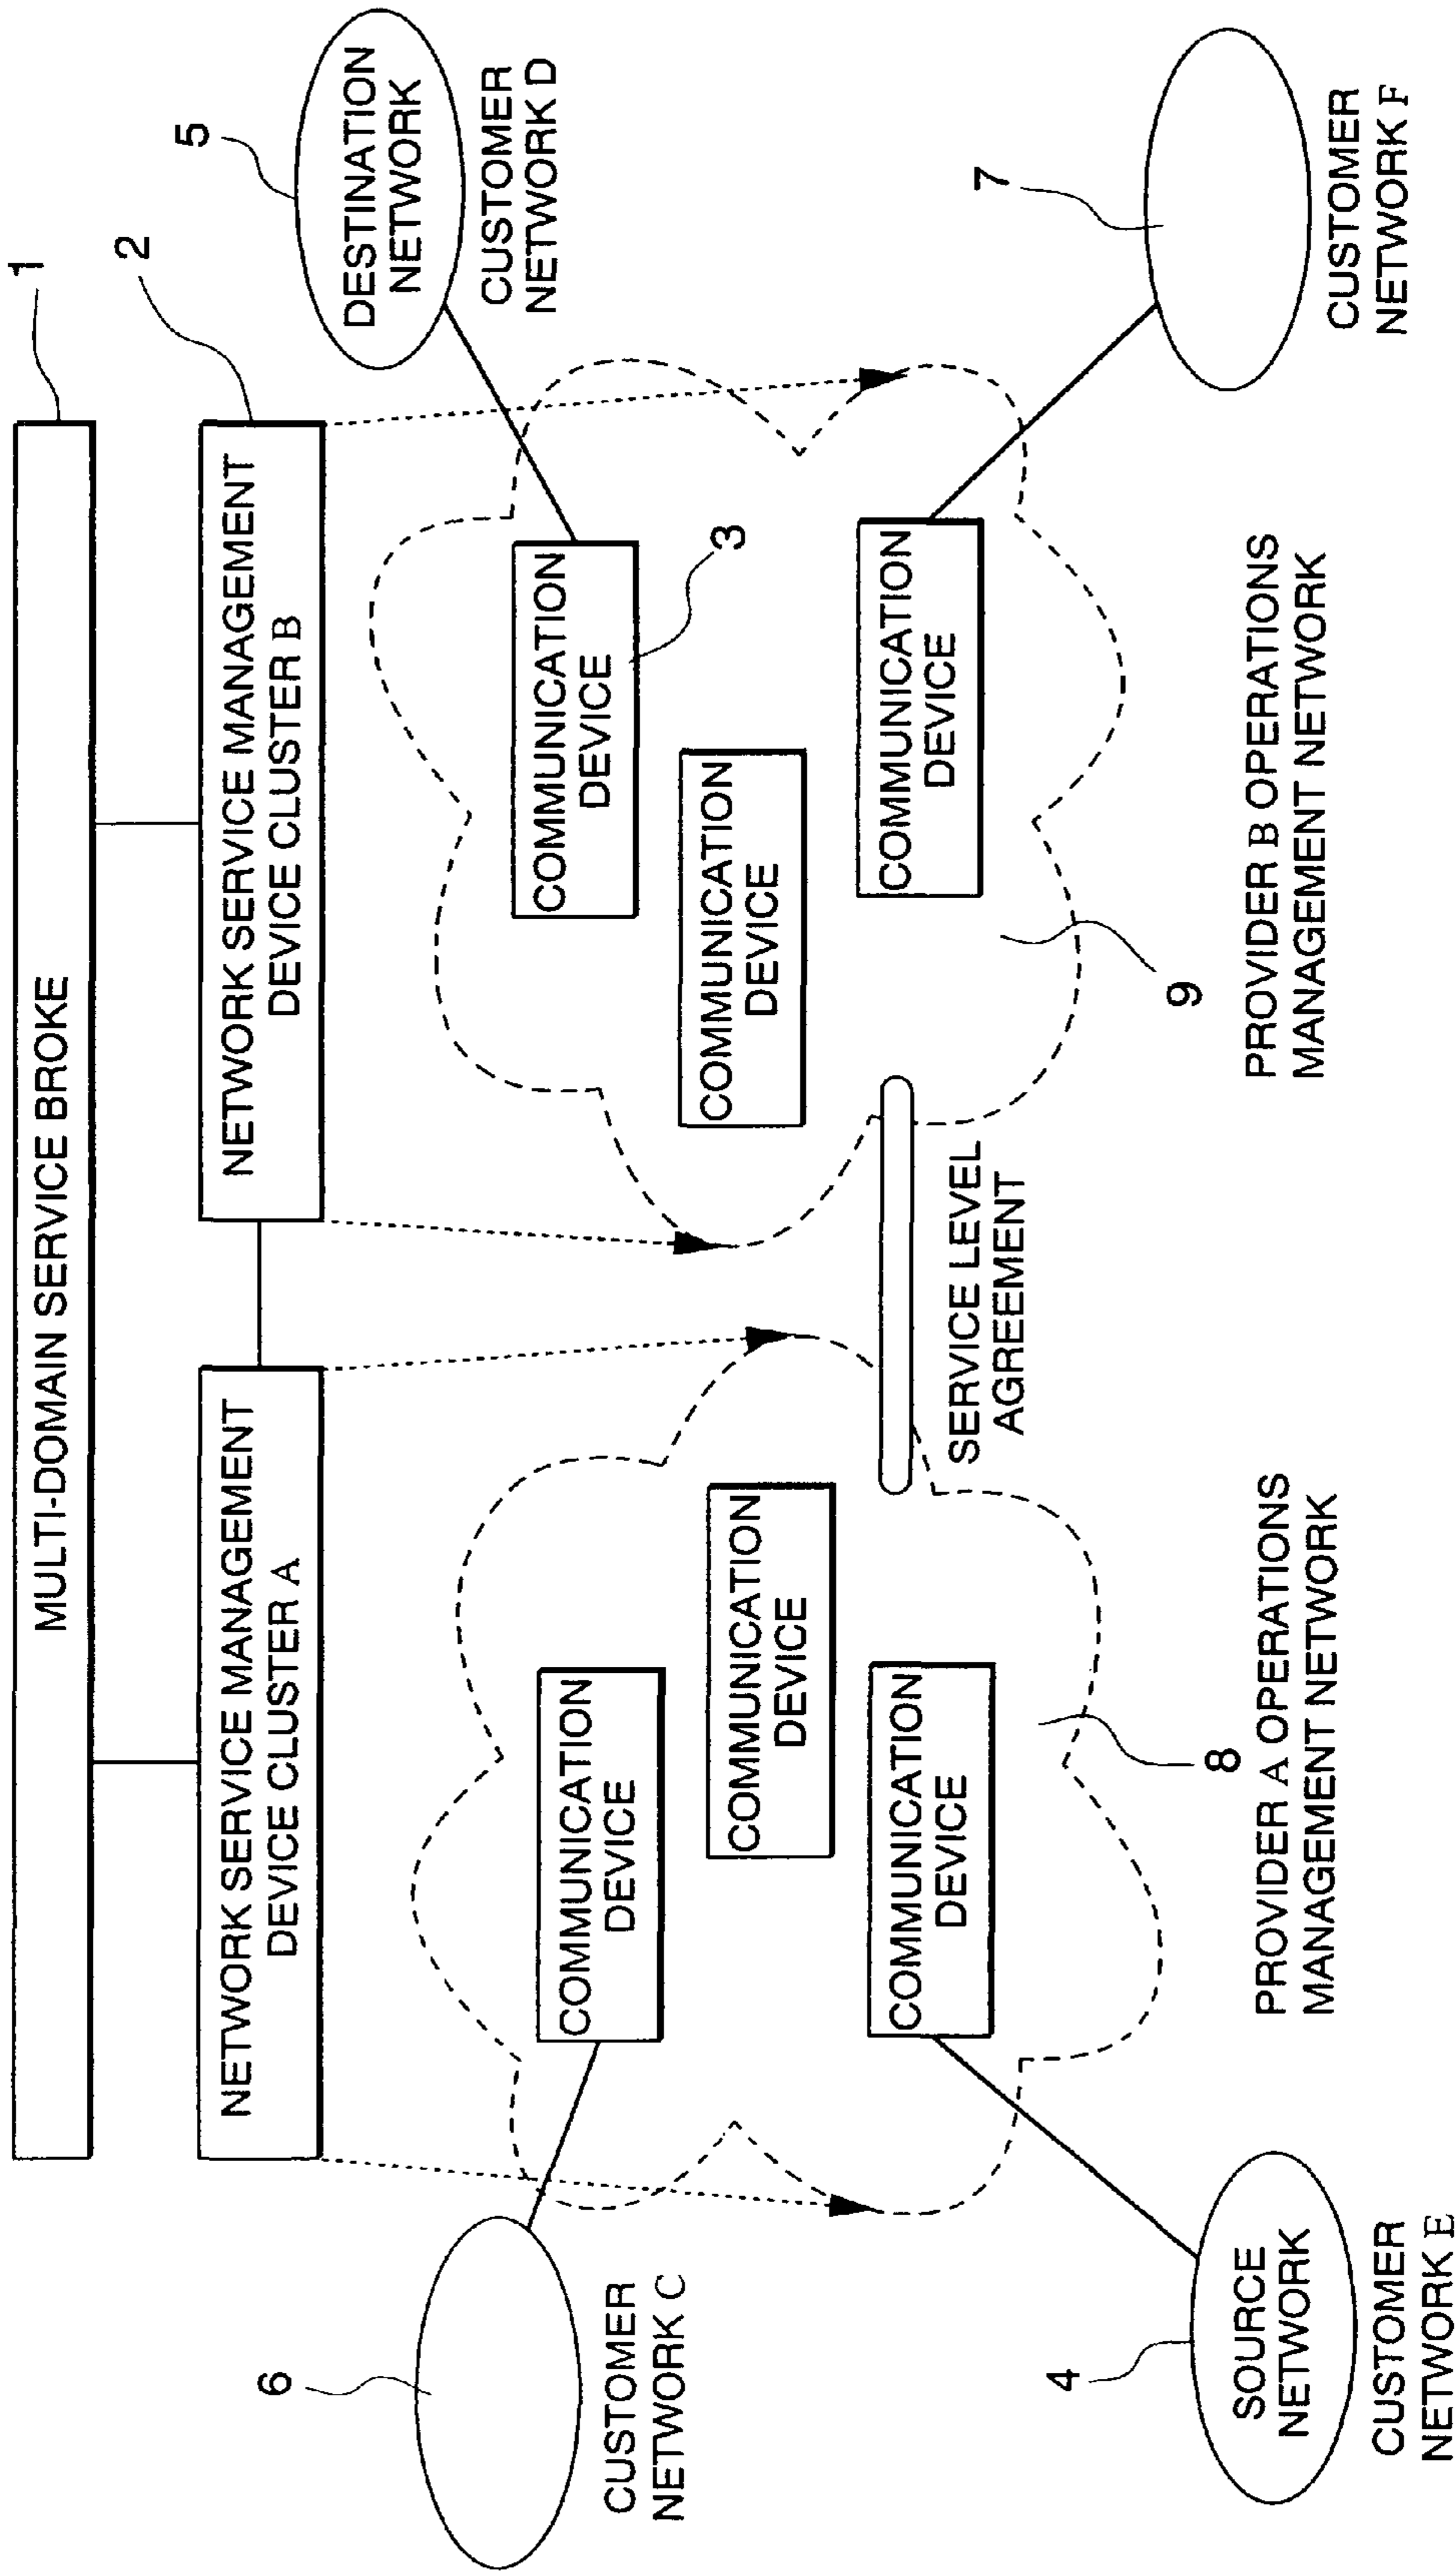 1
MULTI-DOMAIN SERVICE BROKE
2
NETWORK SERVICE MANAGEMENT
DEVICE CLUSTER A
NETWORK SERVICE MANAGEMENT
DEVICE CLUSTER B
5
DESTINATION
NETWORK
CUSTOMER
NETWORK D
6
CUSTOMER
NETWORK C
COMMUNICATION
DEVICE
COMMUNICATION
DEVICE
COMMUNICATION
DEVICE
COMMUNICATION
DEVICE
3
COMMUNICATION
DEVICE
COMMUNICATION
DEVICE
SERVICE LEVEL
AGREEMENT
7
CUSTOMER
NETWORK F
4
SOURCE
NETWORK
CUSTOMER
NETWORK E
8
PROVIDER A OPERATIONS
MANAGEMENT NETWORK
9
PROVIDER B OPERATIONS
MANAGEMENT NETWORK